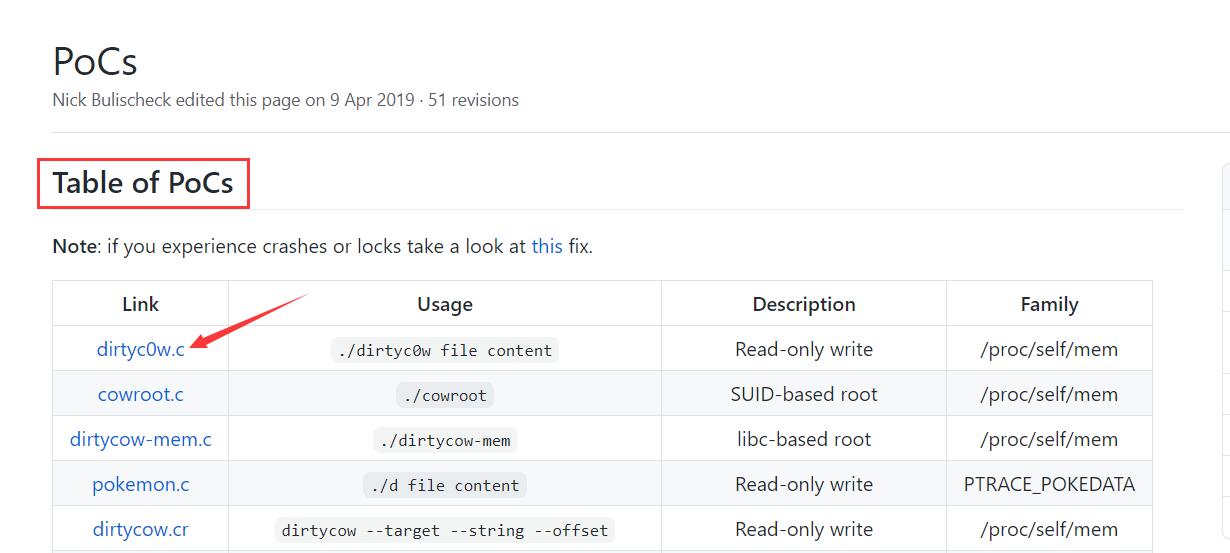 PoCs
Nick Bulischeck edited this page on 9 Apr 2019 · 51 revisions
Table of PoCs
Note: if you experience crashes or locks take a look at this fix.
Link Usage Description Family
dirtyc0w.c ./dirtyc0w file content Read-only write /proc/self/mem
cowroot.c ./cowroot SUID-based root /proc/self/mem
dirtycow-mem.c ./dirtycow-mem libc-based root /proc/self/mem
pokemon.c ./d file content Read-only write PTRACE_POKEDATA
dirtycow.cr dirtycow --target --string --offset Read-only write /proc/self/mem